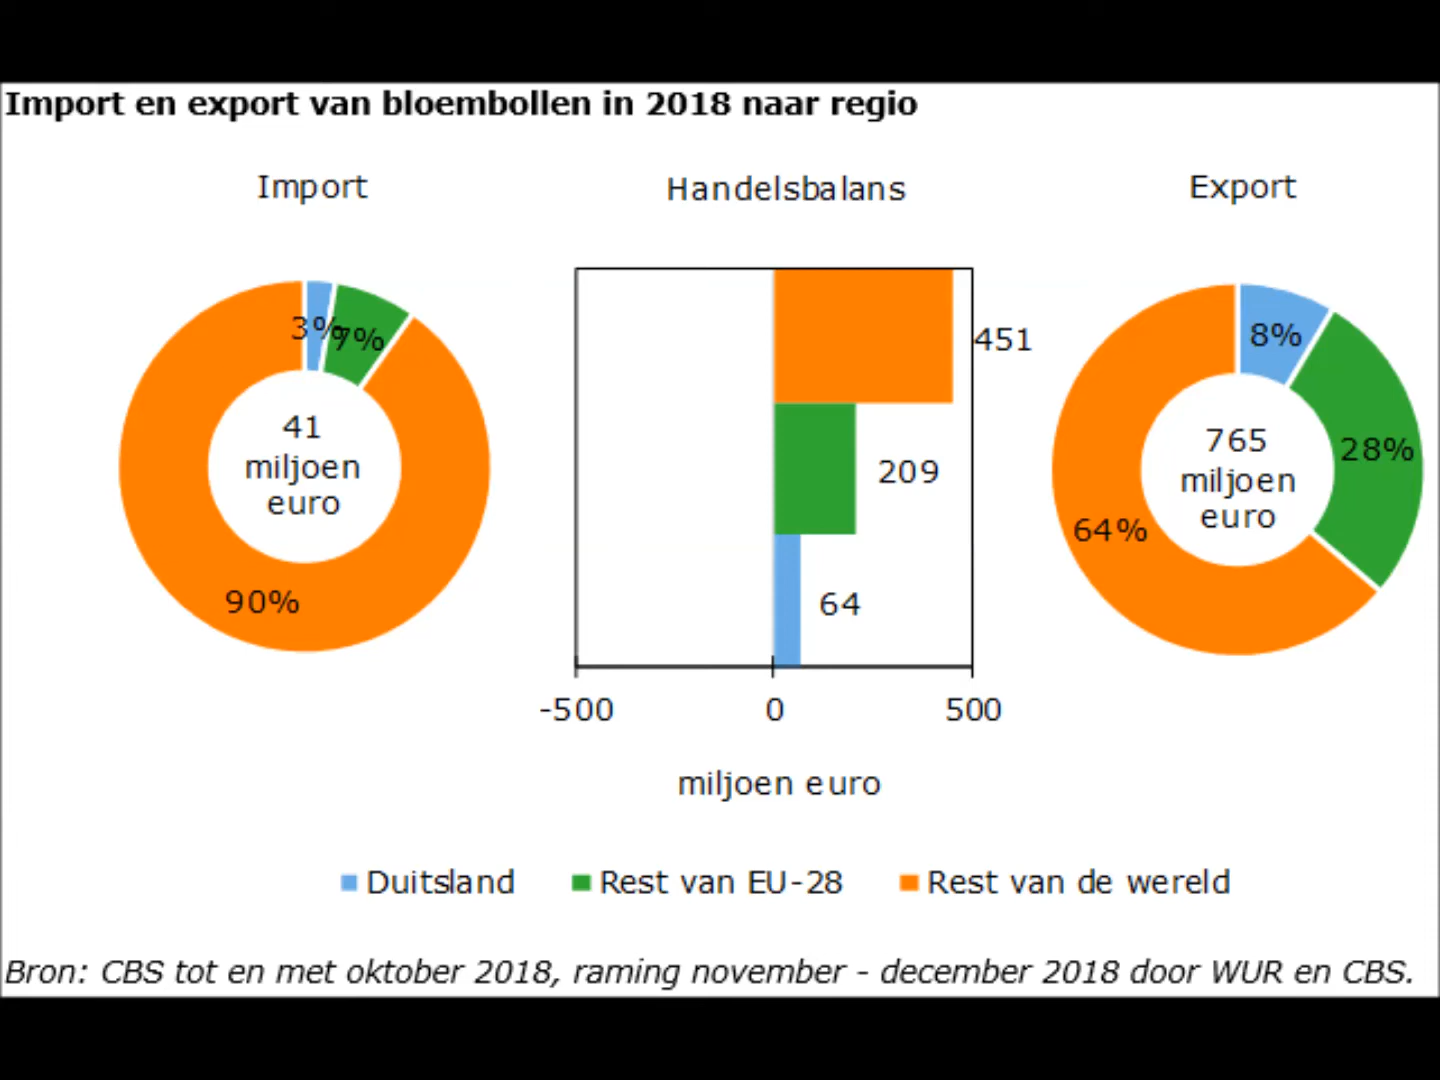 Import en export van bloembollen in 2018 naar regio
Import
Handelsbalans
Export
3%
7%
90%
41
miljoen
euro
451
209
64
-500
0
500
miljoen euro
8%
28%
64%
765
miljoen
euro
Duitsland
Rest van EU-28
Rest van de wereld
Bron: CBS tot en met oktober 2018, raming november - december 2018 door WUR en CBS.